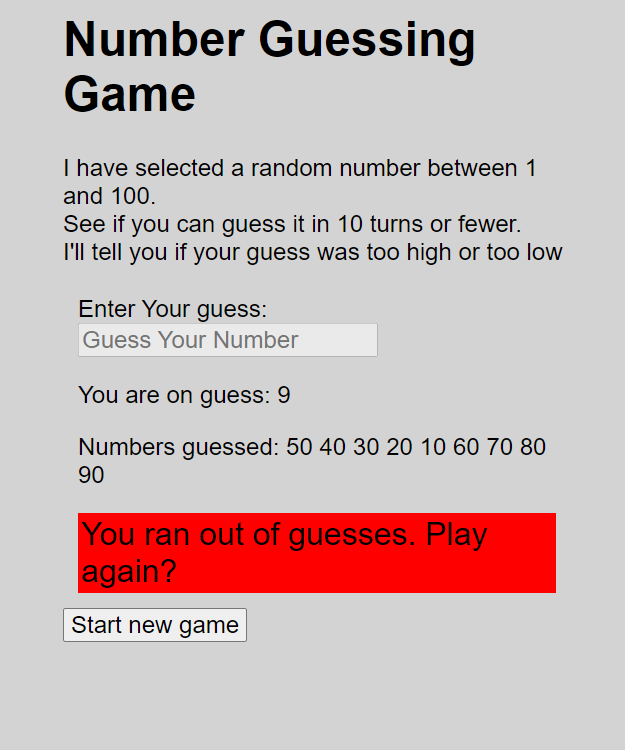 Number Guessing
Game
I have selected a random number between 1
and 100.
See if you can guess it in 10 turns or fewer.
I'll tell you if your guess was too high or too low
Enter Your guess:
Guess Your Number
You are on guess: 9
Numbers guessed: 50 40 30 20 10 60 70 80
90
You ran out of guesses. Play
again?
Start new game